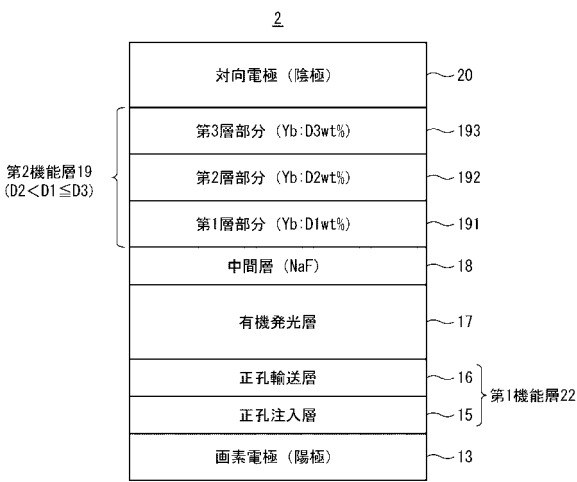 2
対向電極（陰極）
20
第3層部分（Yb:D3wt%）
193
第2機能層19
(D2<D1≦D3)
第2層部分（Yb:D2wt%）
192
第1層部分（Yb:D1wt%）
191
中間層（NaF）
18
有機発光層
17
正孔輸送層
16
第1機能層22
正孔注入層
15
画素電極（陽極）
13